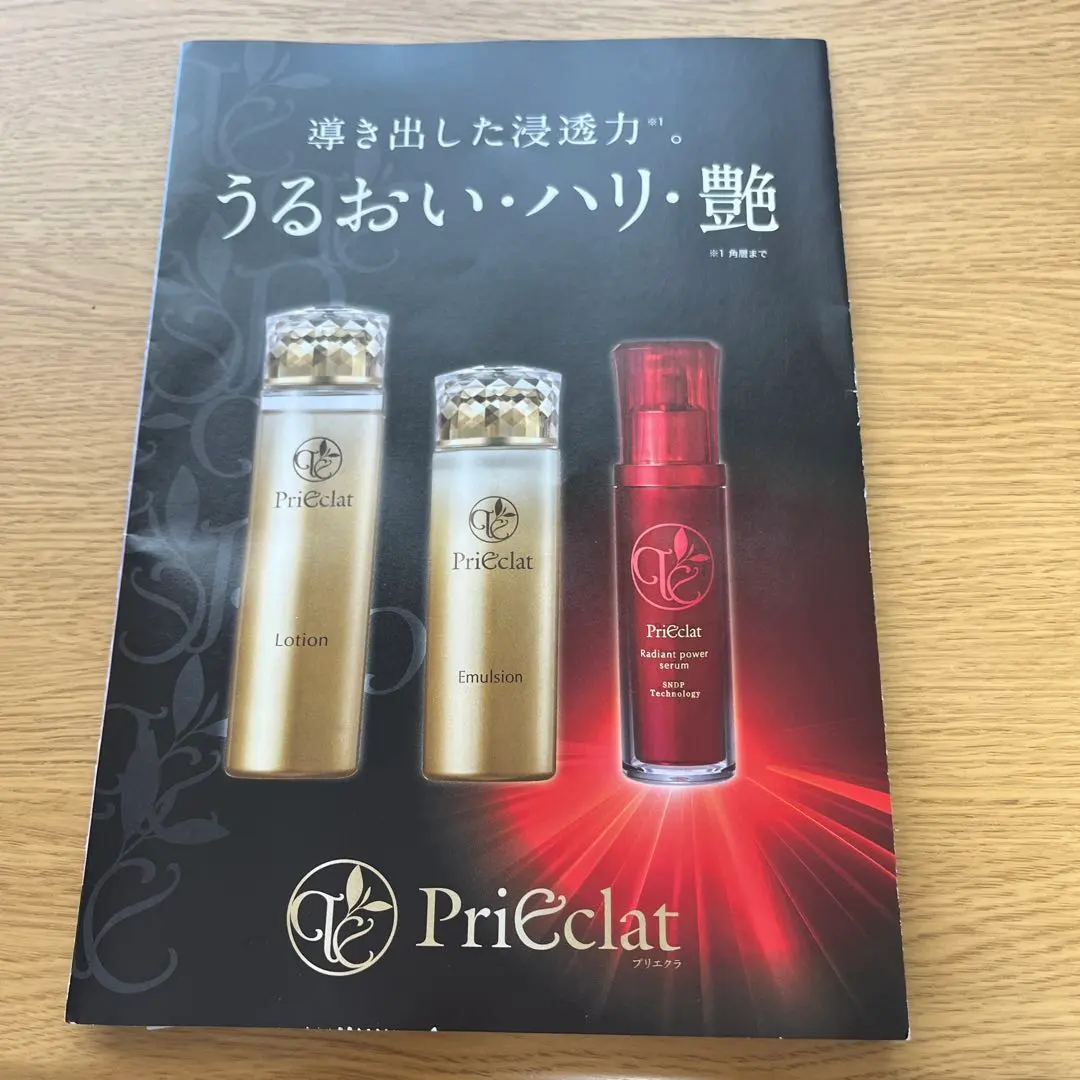 導き出した浸透力※1。
うるおい・ハリ・艶
※1 角層まで
PriEclat
Lotion
PriEclat
Emulsion
PriEclat
Radiant power
serum
SNDP
Technology
PriEclat
プリエクラ